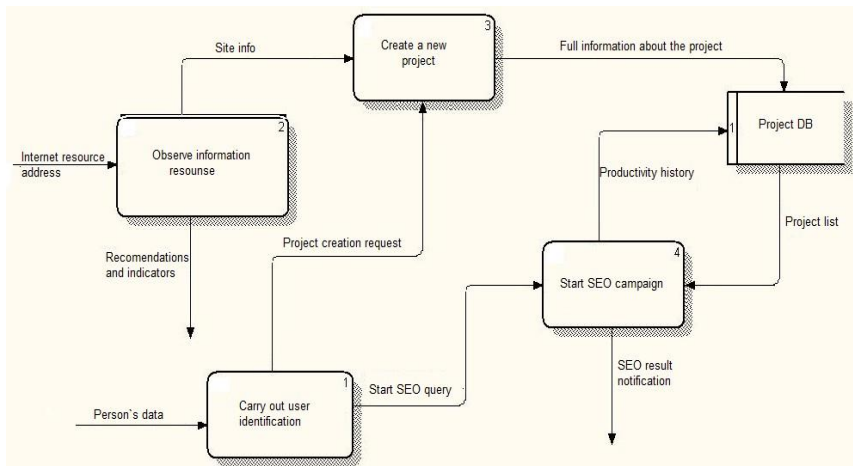 Site info
3
Create a new
project
Full information about the project
2
Observe information
resounse
Internet resource
address
1
Project DB
Productivity history
Project list
Project creation request
Recomendations
and indicators
4
Start SEO campaign
1
Carry out user
identification
Start SEO query
SEO result
notification
Person`s data